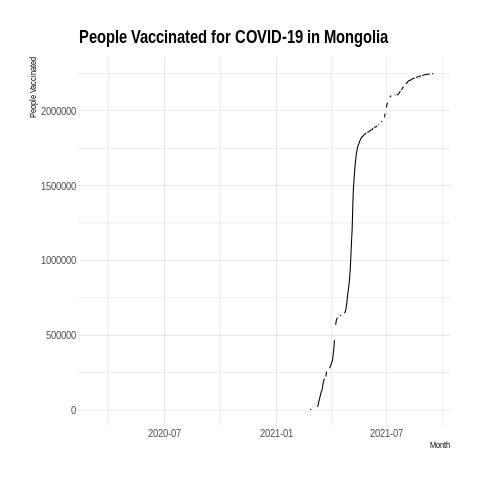 People Vaccinated for COVID-19 in Mongolia
People Vaccinated
2000000
1500000
1000000
500000
0
2020-07
2021-01
2021-07
Month